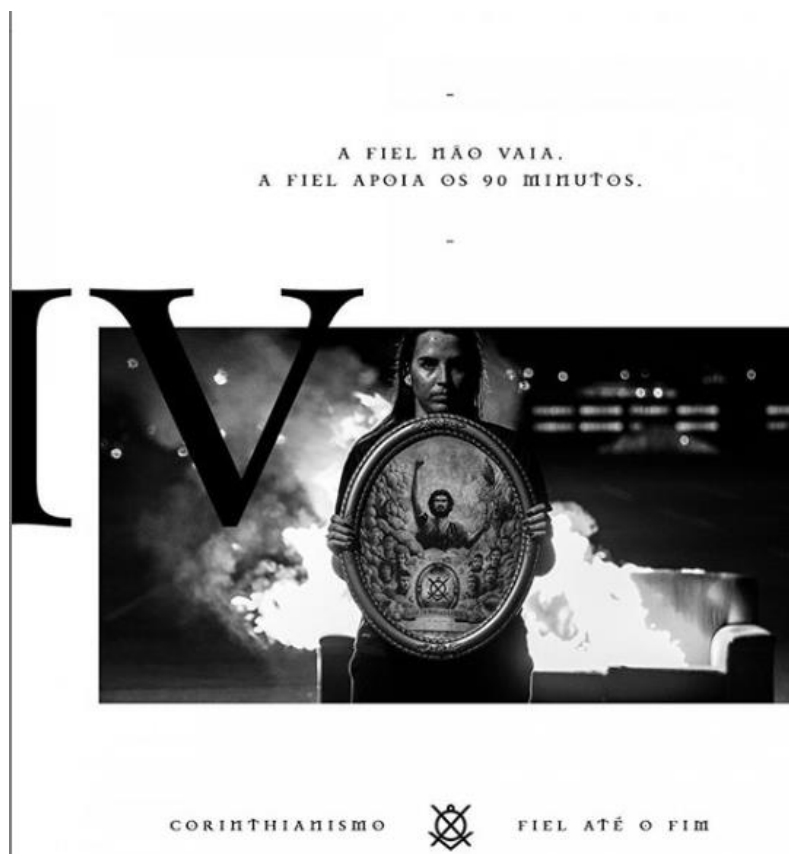 A FIEL NÃO VAIA.
A FIEL APOIA OS 90 MINUTOS.
IV
CORINTHIANISMO FIEL ATÉ O FIM